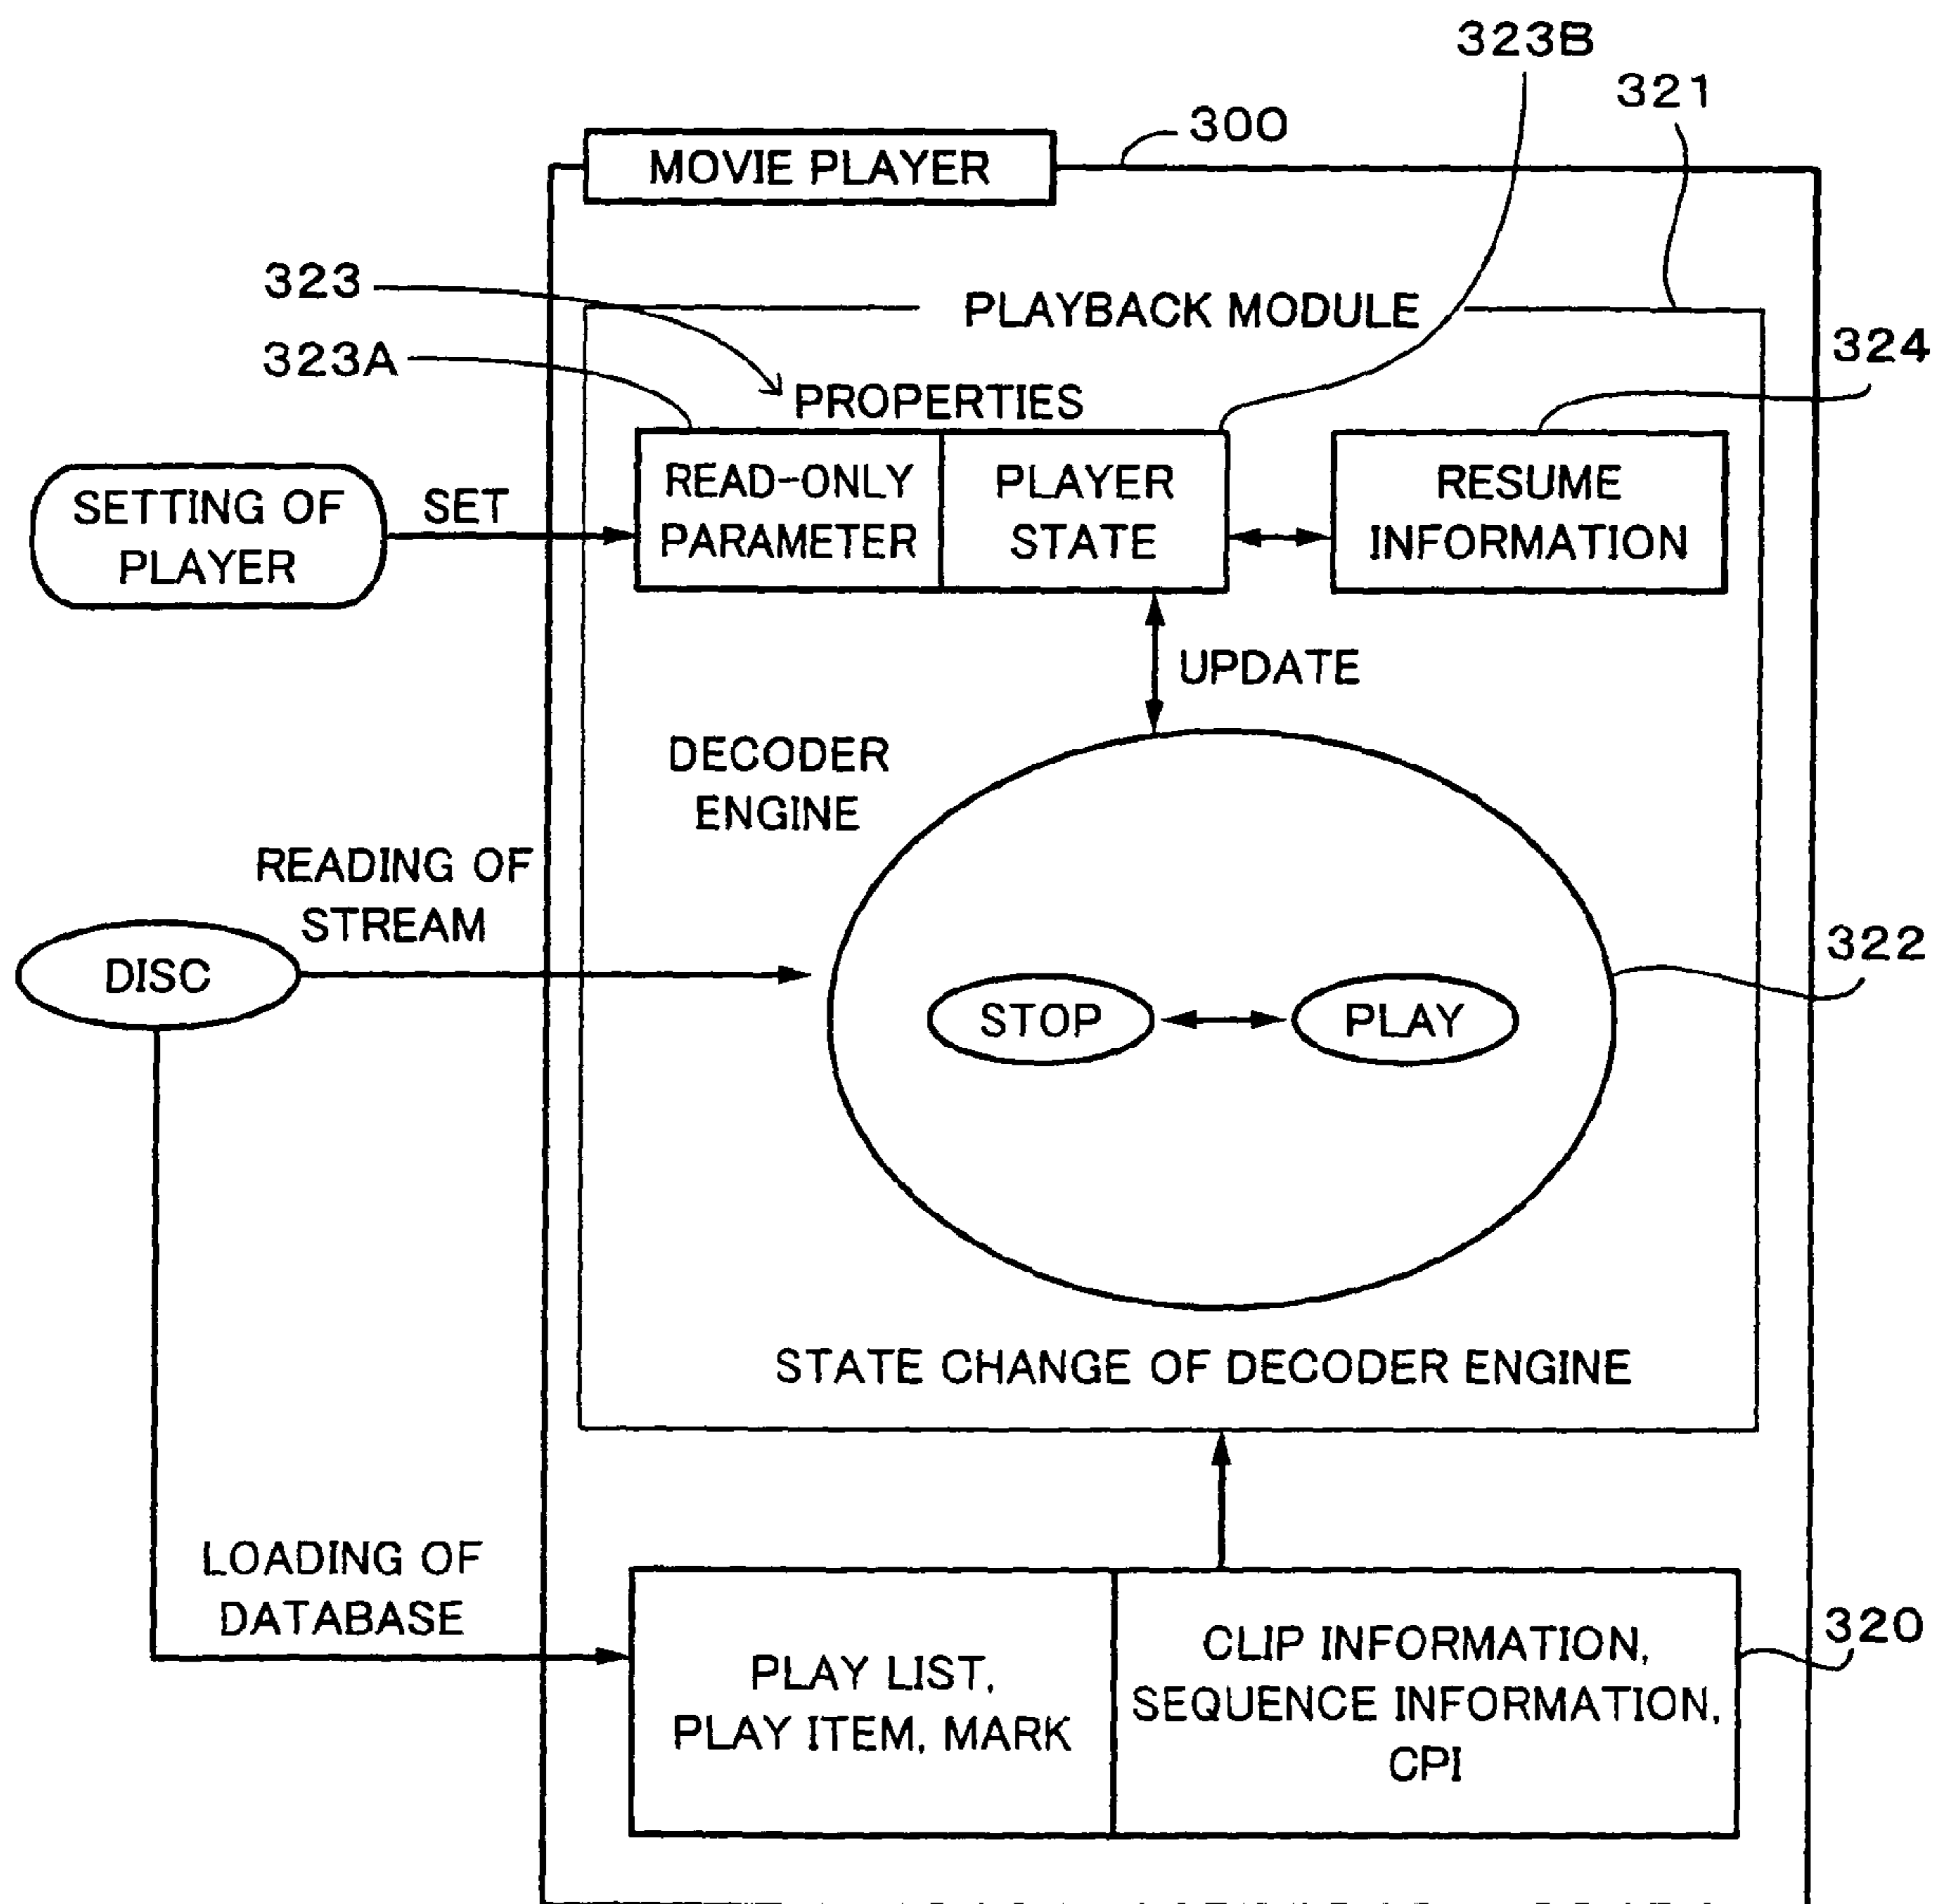 323B
321
300
MOVIE PLAYER
323
PLAYBACK MODULE
324
323A
PROPERTIES
READ-ONLY
PARAMETER
PLAYER
STATE
RESUME
INFORMATION
SETTING OF
PLAYER
SET
UPDATE
DECODER
ENGINE
READING OF
STREAM
322
DISC
STOP
PLAY
STATE CHANGE OF DECODER ENGINE
LOADING OF
DATABASE
320
PLAY LIST,
PLAY ITEM, MARK
CLIP INFORMATION,
SEQUENCE INFORMATION,
CPI